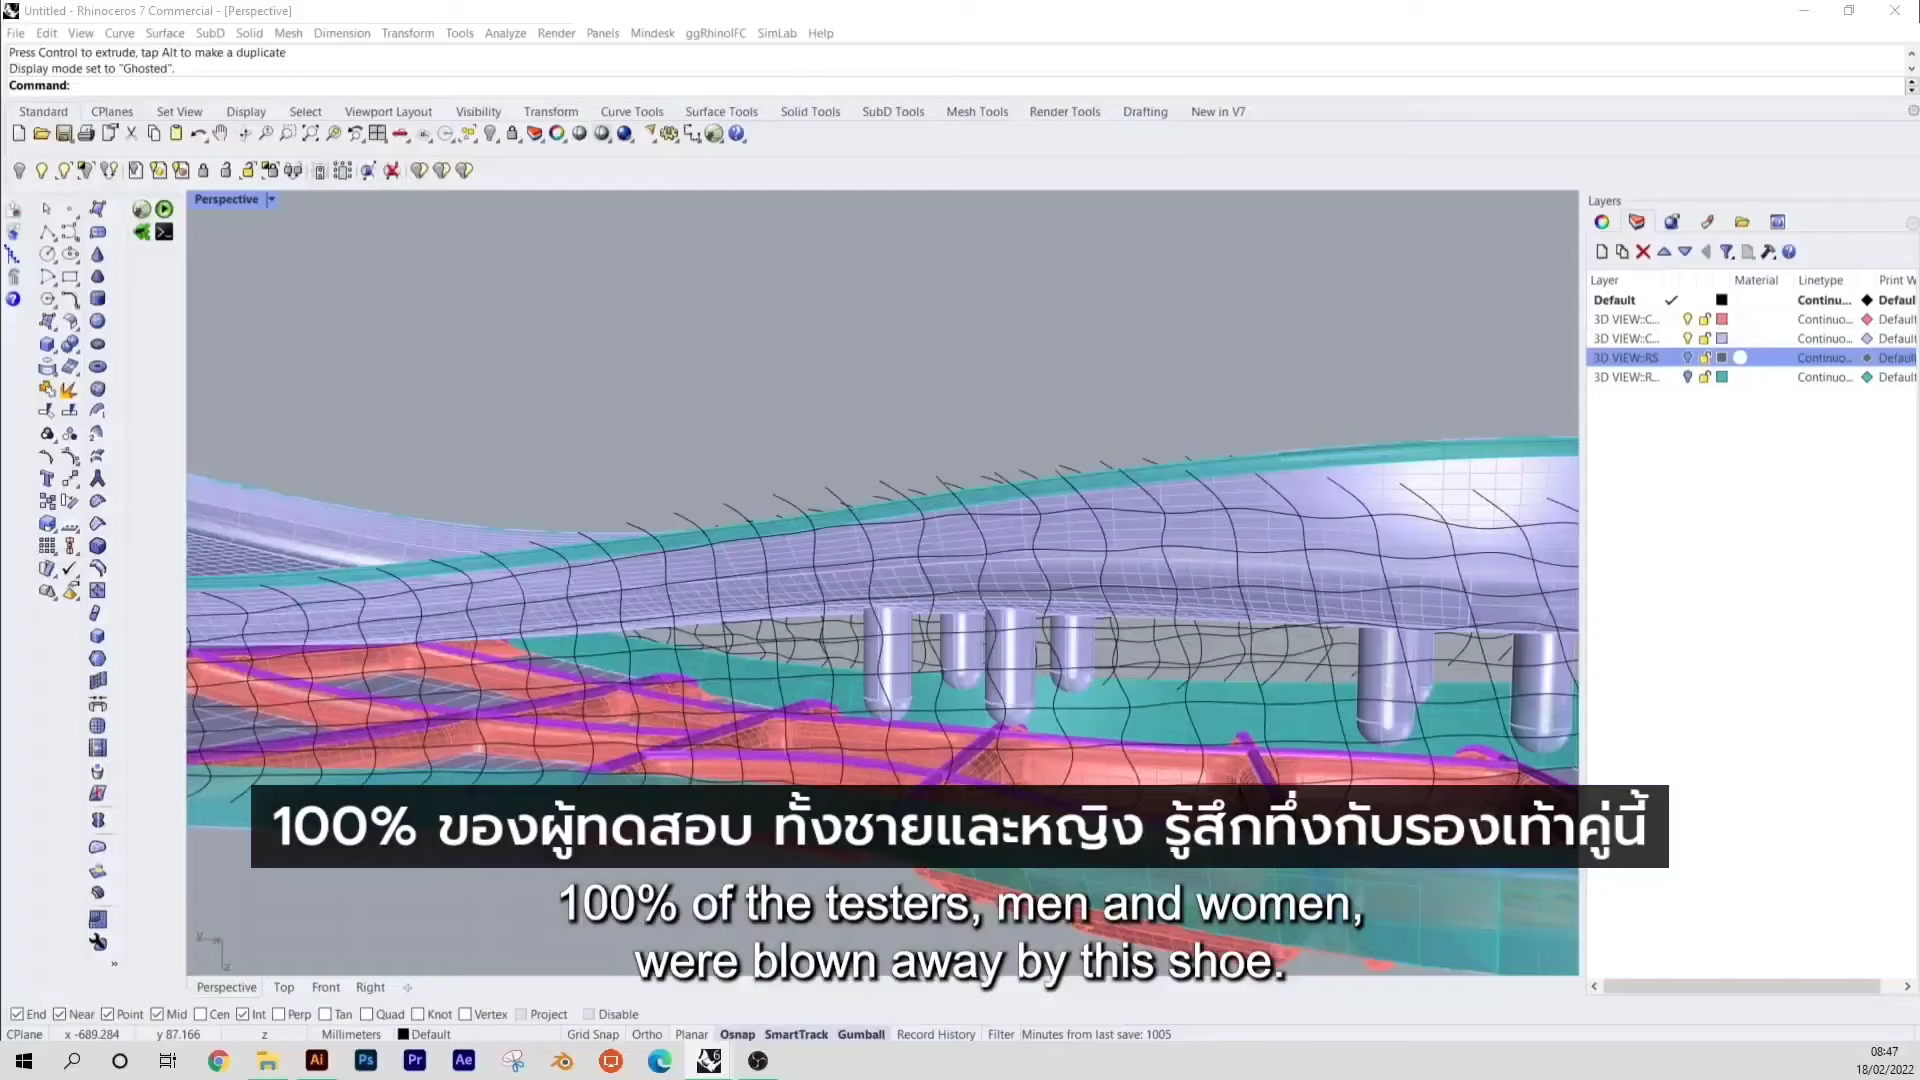 Untitled - Rhinoceros 7 Commercial - [Perspective]
File Edit View Curve Surface SubD Solid Mesh Dimension Transform Tools Analyze Render Panels Mindesk ggRhinoIFC SimLab Help
Press Control to extrude, tap Alt to make a duplicate
Display mode set to "Ghosted".
Command:
Standard CPlanes Set View Display Select Viewport Layout Visibility Transform Curve Tools Surface Tools Solid Tools SubD Tools Mesh Tools Render Tools Drafting New in V7
Perspective
Layers
Layer Material Linetype Print W
Default Continu... Defaul
3D VIEW::C... Continuo... Default
3D VIEW::C... Continuo... Default
3D VIEW::RS Continuo... Default
3D VIEW::R... Continuo... Default
100% ของผู้ทดสอบ ทั้งชายและหญิง รู้สึกทึ่งกับรองเท้าคู่นี้
100% of the testers, men and women,
were blown away by this shoe.
y
z
Perspective Top Front Right
End Near Point Mid Cen Int Perp Tan Quad Knot Vertex Project Disable
CPlane x -689.284 y 87.166 z Millimeters Default Grid Snap Ortho Planar Osnap SmartTrack Gumball Record History Filter Minutes from last save: 1005
Ai Ps Pr Ae 6
08:47
18/02/2022